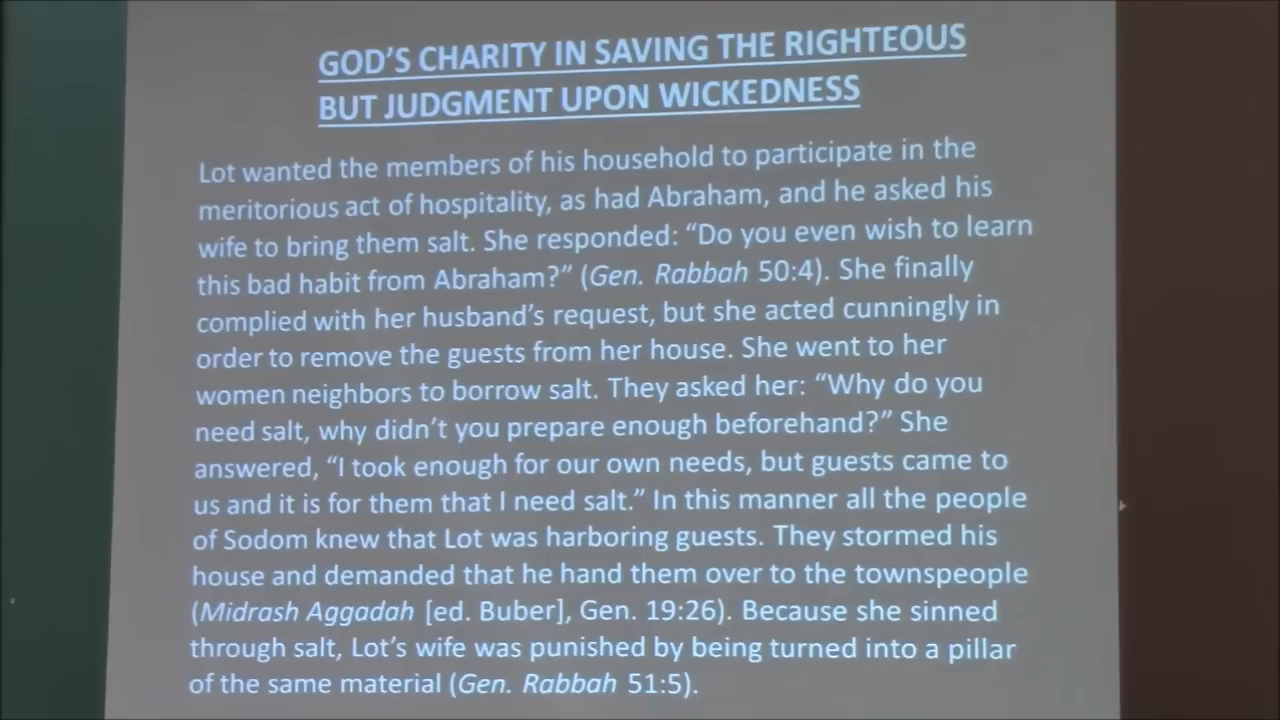 GOD’S CHARITY IN SAVING THE RIGHTEOUS
BUT JUDGMENT UPON WICKEDNESS
Lot wanted the members of his household to participate in the
meritorious act of hospitality, as had Abraham, and he asked his
wife to bring them salt. She responded: “Do you even wish to learn
this bad habit from Abraham?” (Gen. Rabbah 50:4). She finally
complied with her husband’s request, but she acted cunningly in
order to remove the guests from her house. She went to her
women neighbors to borrow salt. They asked her: “Why do you
need salt, why didn’t you prepare enough beforehand?” She
answered, “I took enough for our own needs, but guests came to
us and it is for them that I need salt.” In this manner all the people
of Sodom knew that Lot was harboring guests. They stormed his
house and demanded that he hand them over to the townspeople
(Midrash Aggadah [ed. Buber], Gen. 19:26). Because she sinned
through salt, Lot’s wife was punished by being turned into a pillar
of the same material (Gen. Rabbah 51:5).